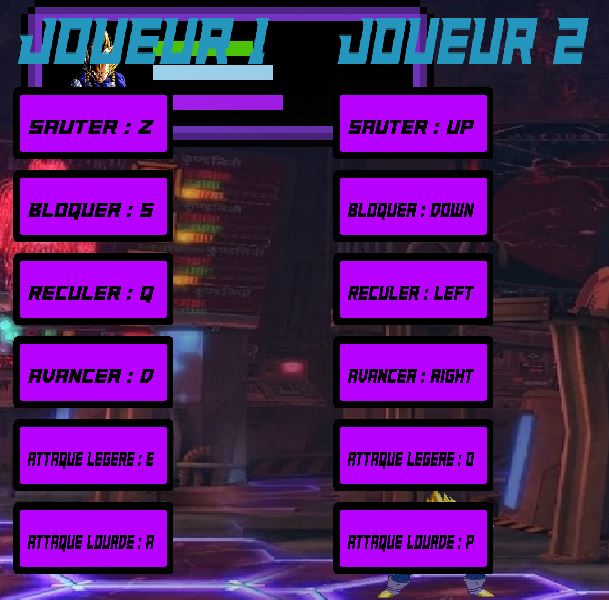 JOUEUR 1
JOUEUR 2
SAUTER : Z
SAUTER : UP
BLOQUER : S
BLOQUER : DOWN
RECULER : Q
RECULER : LEFT
AVANCER : D
AVANCER : RIGHT
ATTAQUE LEGERE : E
ATTAQUE LEGERE : O
ATTAQUE LOURDE : A
ATTAQUE LOURDE : P